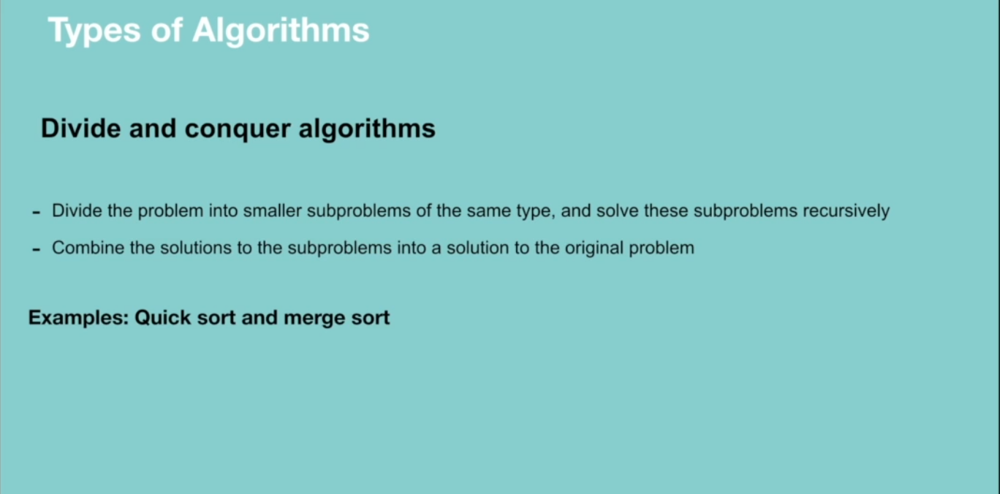 Types of Algorithms
Divide and conquer algorithms
- Divide the problem into smaller subproblems of the same type, and solve these subproblems recursively
- Combine the solutions to the subproblems into a solution to the original problem
Examples: Quick sort and merge sort